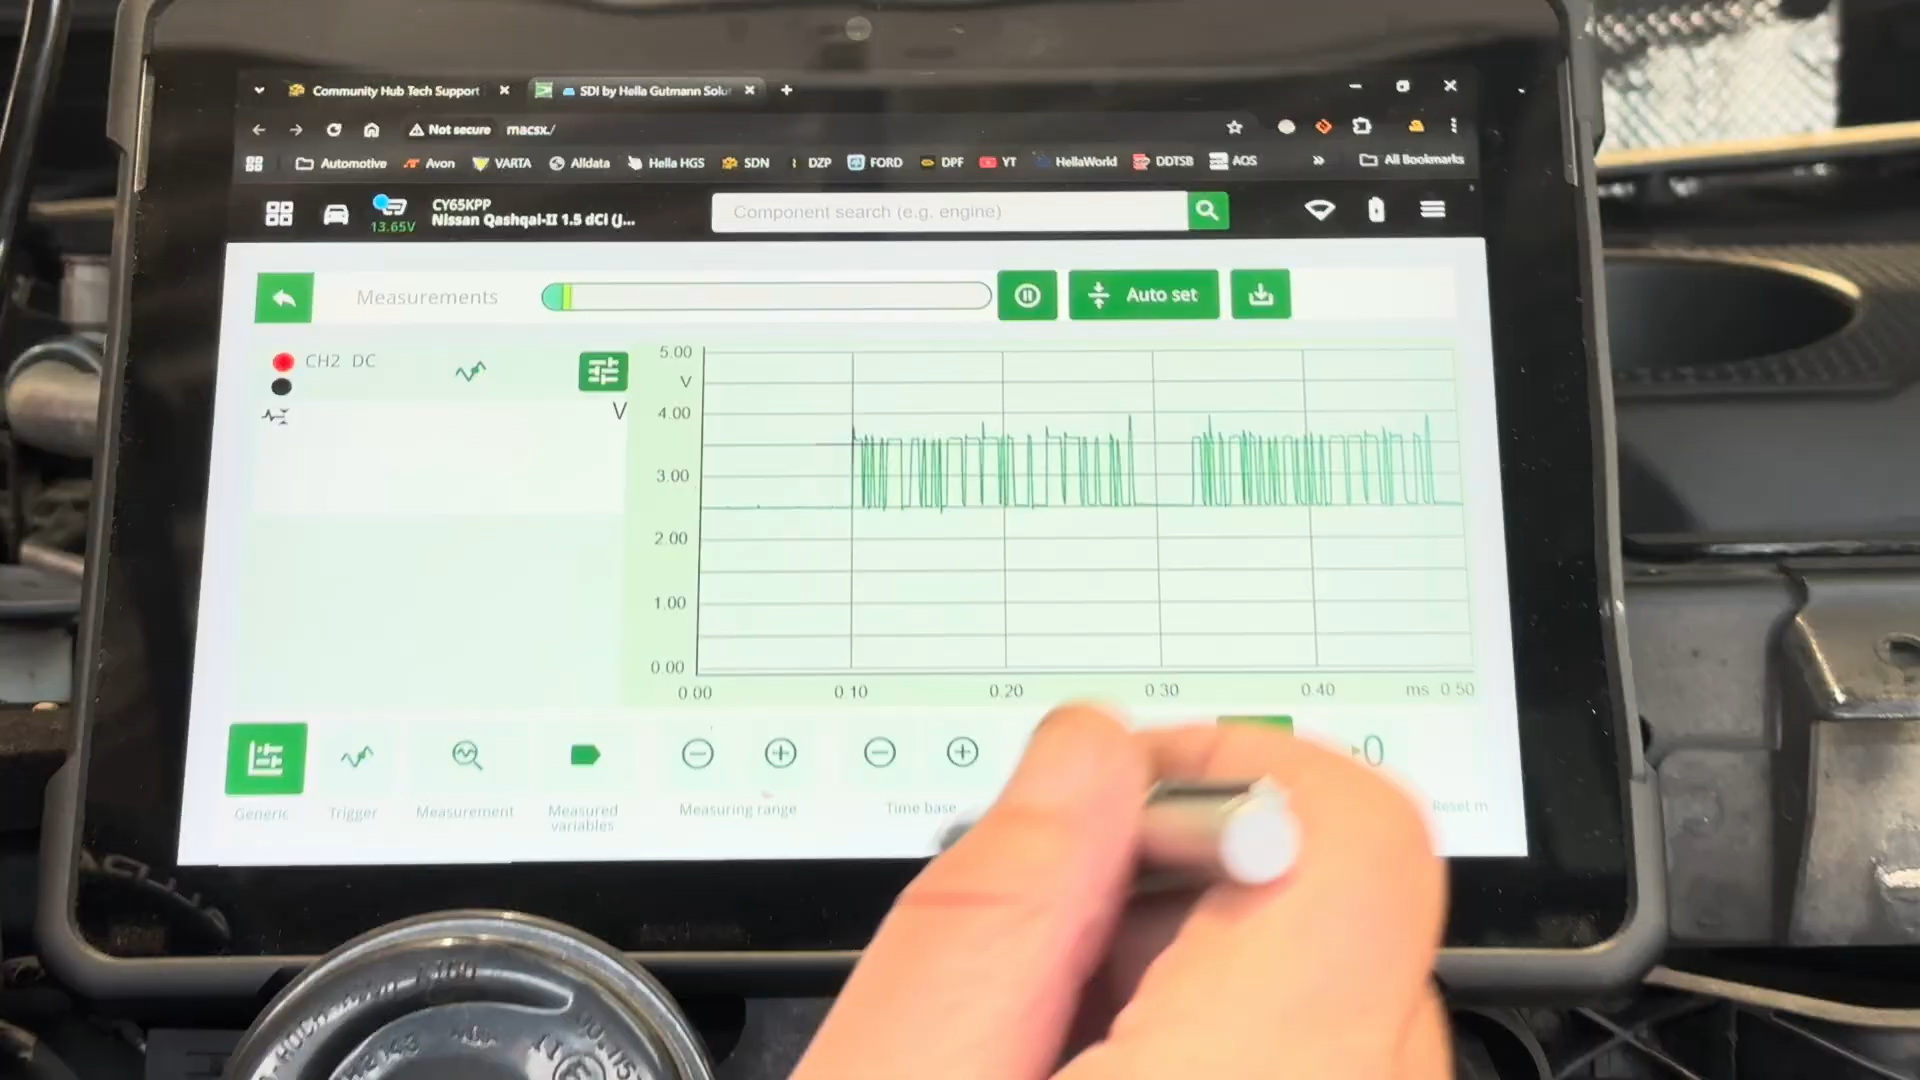 Community Hub Tech Support
SDI by Hella Gutmann Solu
Not secure macsx./
Automotive Avon VARTA Alldata Hella HGS SDN DZP FORD DPF YT HellaWorld DDTSB AOS » All Bookmarks
13.65V
CY65KPP
Nissan Qashqai-II 1.5 dCi (J...
Component search (e.g. engine)
Measurements
Auto set
CH2 DC
V
5.00
V
4.00
3.00
2.00
1.00
0.00
0.00 0.10 0.20 0.30 0.40 ms 0.50
0
Generic
Trigger
Measurement
Measured
variables
Measuring range
Time base
Reset m